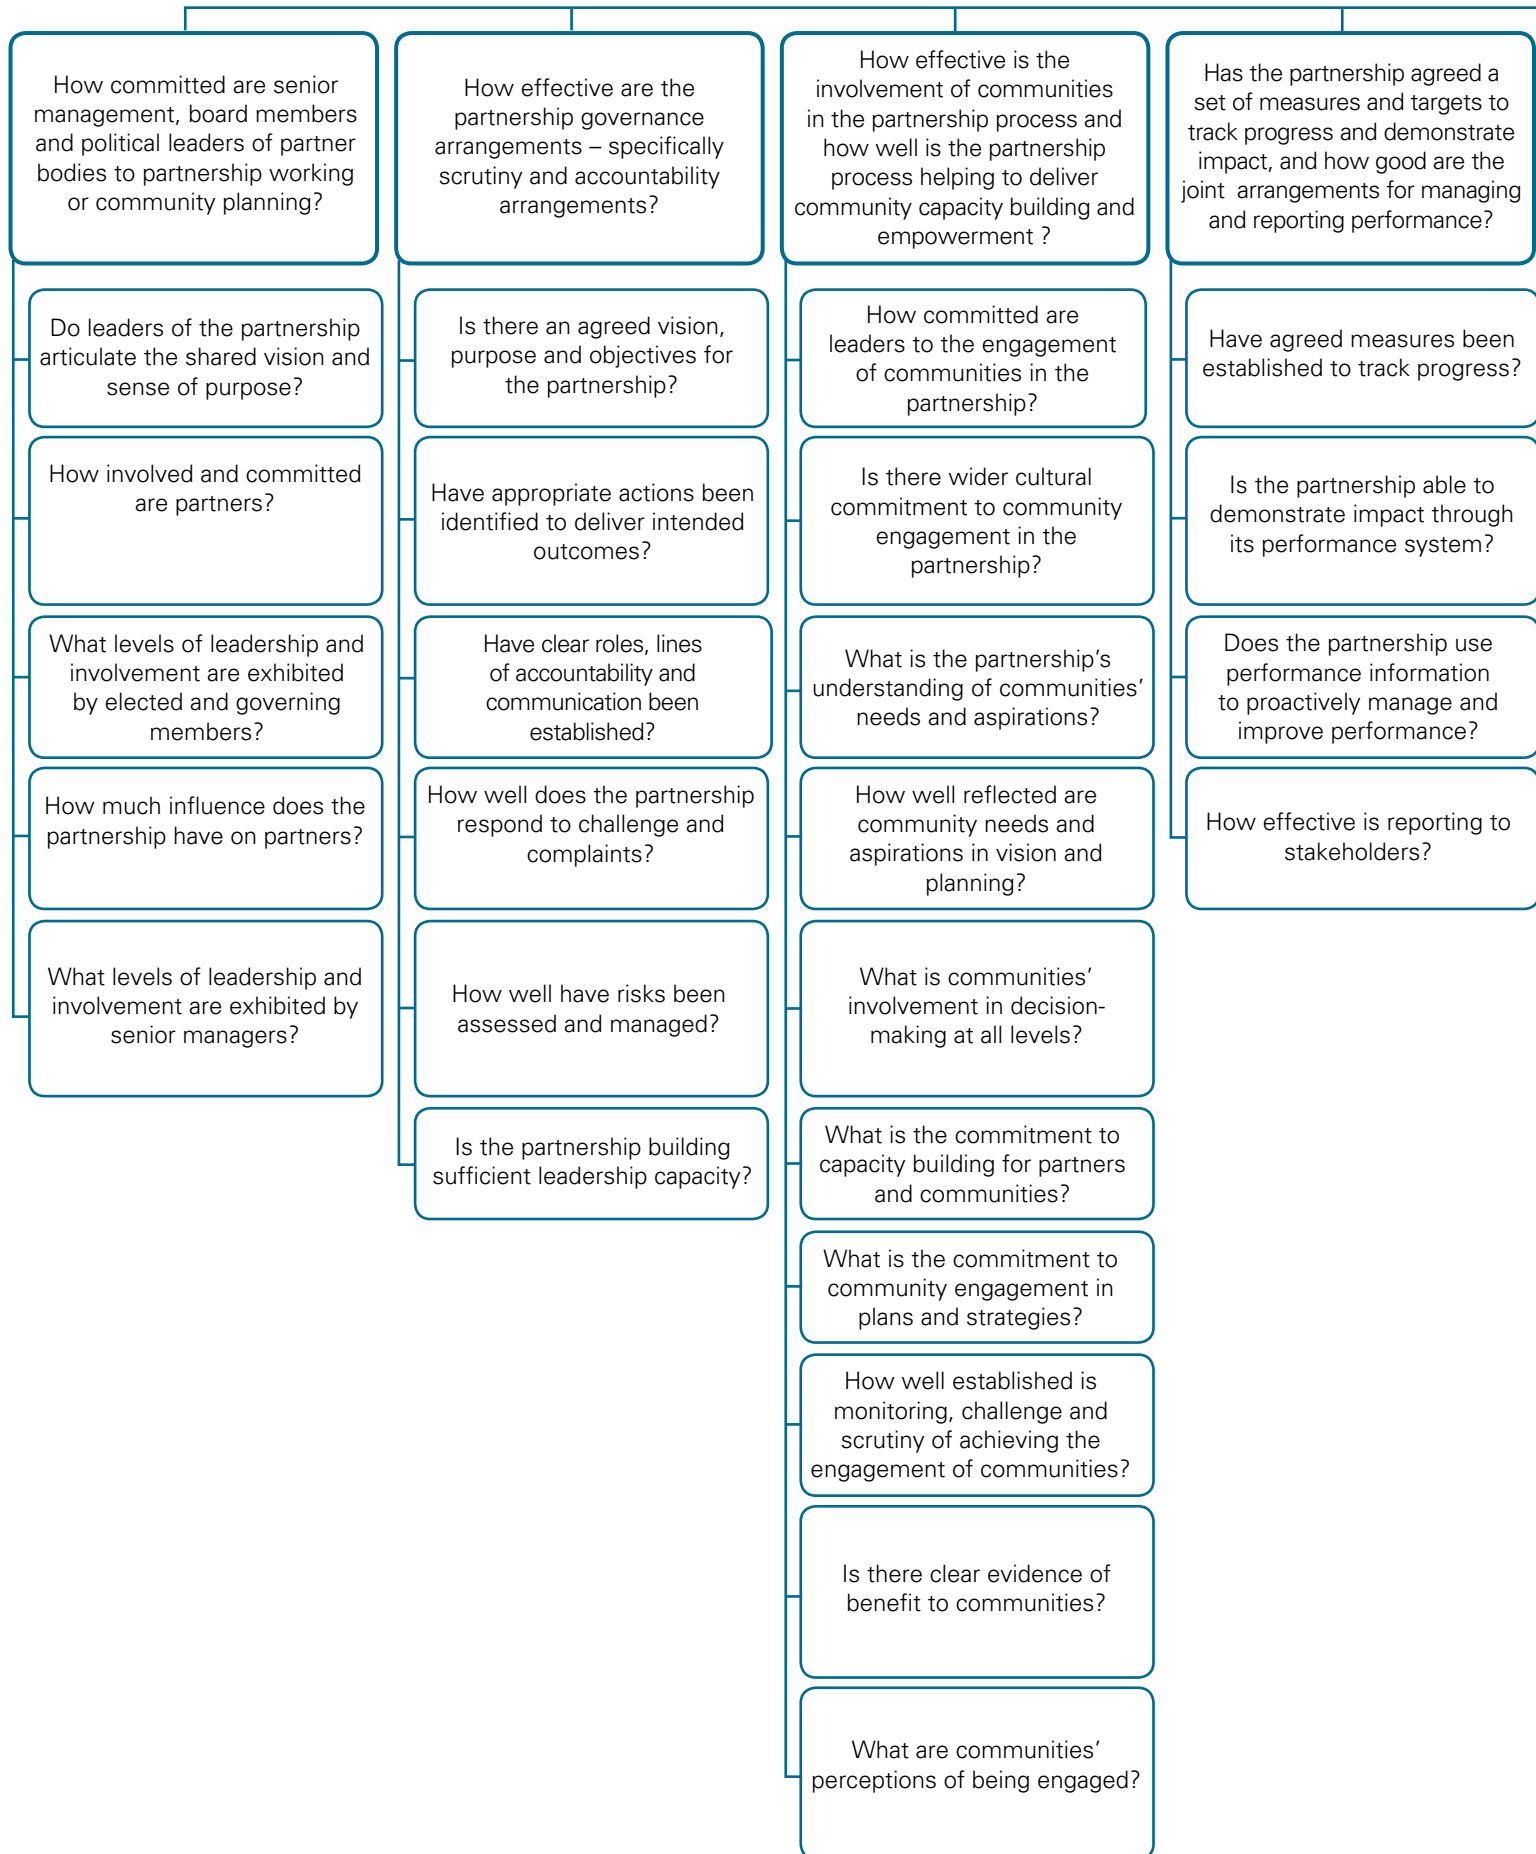 How committed are senior
management, board members
and political leaders of partner
bodies to partnership working
or community planning?
Do leaders of the partnership
articulate the shared vision and
sense of purpose?
How involved and committed
are partners?
What levels of leadership and
involvement are exhibited
by elected and governing
members?
How much influence does the
partnership have on partners?
What levels of leadership and
involvement are exhibited by
senior managers?
How effective are the
partnership governance
arrangements – specifically
scrutiny and accountability
arrangements?
Is there an agreed vision,
purpose and objectives for
the partnership?
Have appropriate actions been
identified to deliver intended
outcomes?
Have clear roles, lines
of accountability and
communication been
established?
How well does the partnership
respond to challenge and
complaints?
How well have risks been
assessed and managed?
Is the partnership building
sufficient leadership capacity?
How effective is the
involvement of communities
in the partnership process and
how well is the partnership
process helping to deliver
community capacity building and
empowerment ?
How committed are
leaders to the engagement
of communities in the
partnership?
Is there wider cultural
commitment to community
engagement in the
partnership?
What is the partnership’s
understanding of communities’
needs and aspirations?
How well reflected are
community needs and
aspirations in vision and
planning?
What is communities’
involvement in decision-
making at all levels?
What is the commitment to
capacity building for partners
and communities?
What is the commitment to
community engagement in
plans and strategies?
How well established is
monitoring, challenge and
scrutiny of achieving the
engagement of communities?
Is there clear evidence of
benefit to communities?
What are communities’
perceptions of being engaged?
Has the partnership agreed a
set of measures and targets to
track progress and demonstrate
impact, and how good are the
joint arrangements for managing
and reporting performance?
Have agreed measures been
established to track progress?
Is the partnership able to
demonstrate impact through
its performance system?
Does the partnership use
performance information
to proactively manage and
improve performance?
How effective is reporting to
stakeholders?